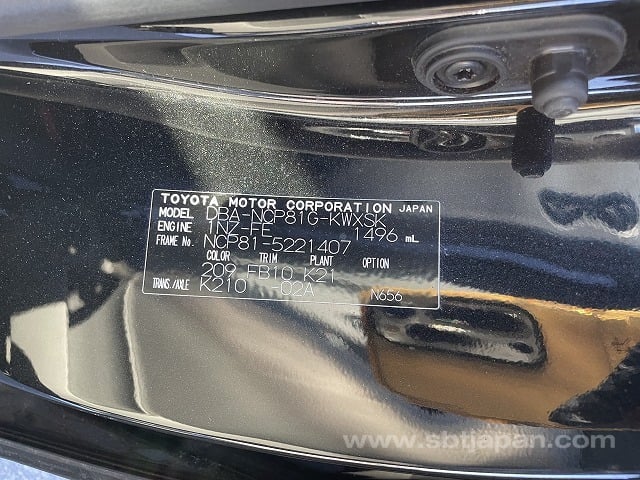 TOYOTA MOTOR CORPORATION JAPAN
MODEL DBA-NCP81G-KWXSK
ENGINE 1NZ-FE 1496 mL
FRAME No. NCP81-5221407
COLOR TRIM PLANT OPTION
209 FB10 K21
TRANS./AXLE K210 -02A N656
www.sbtjapan.com